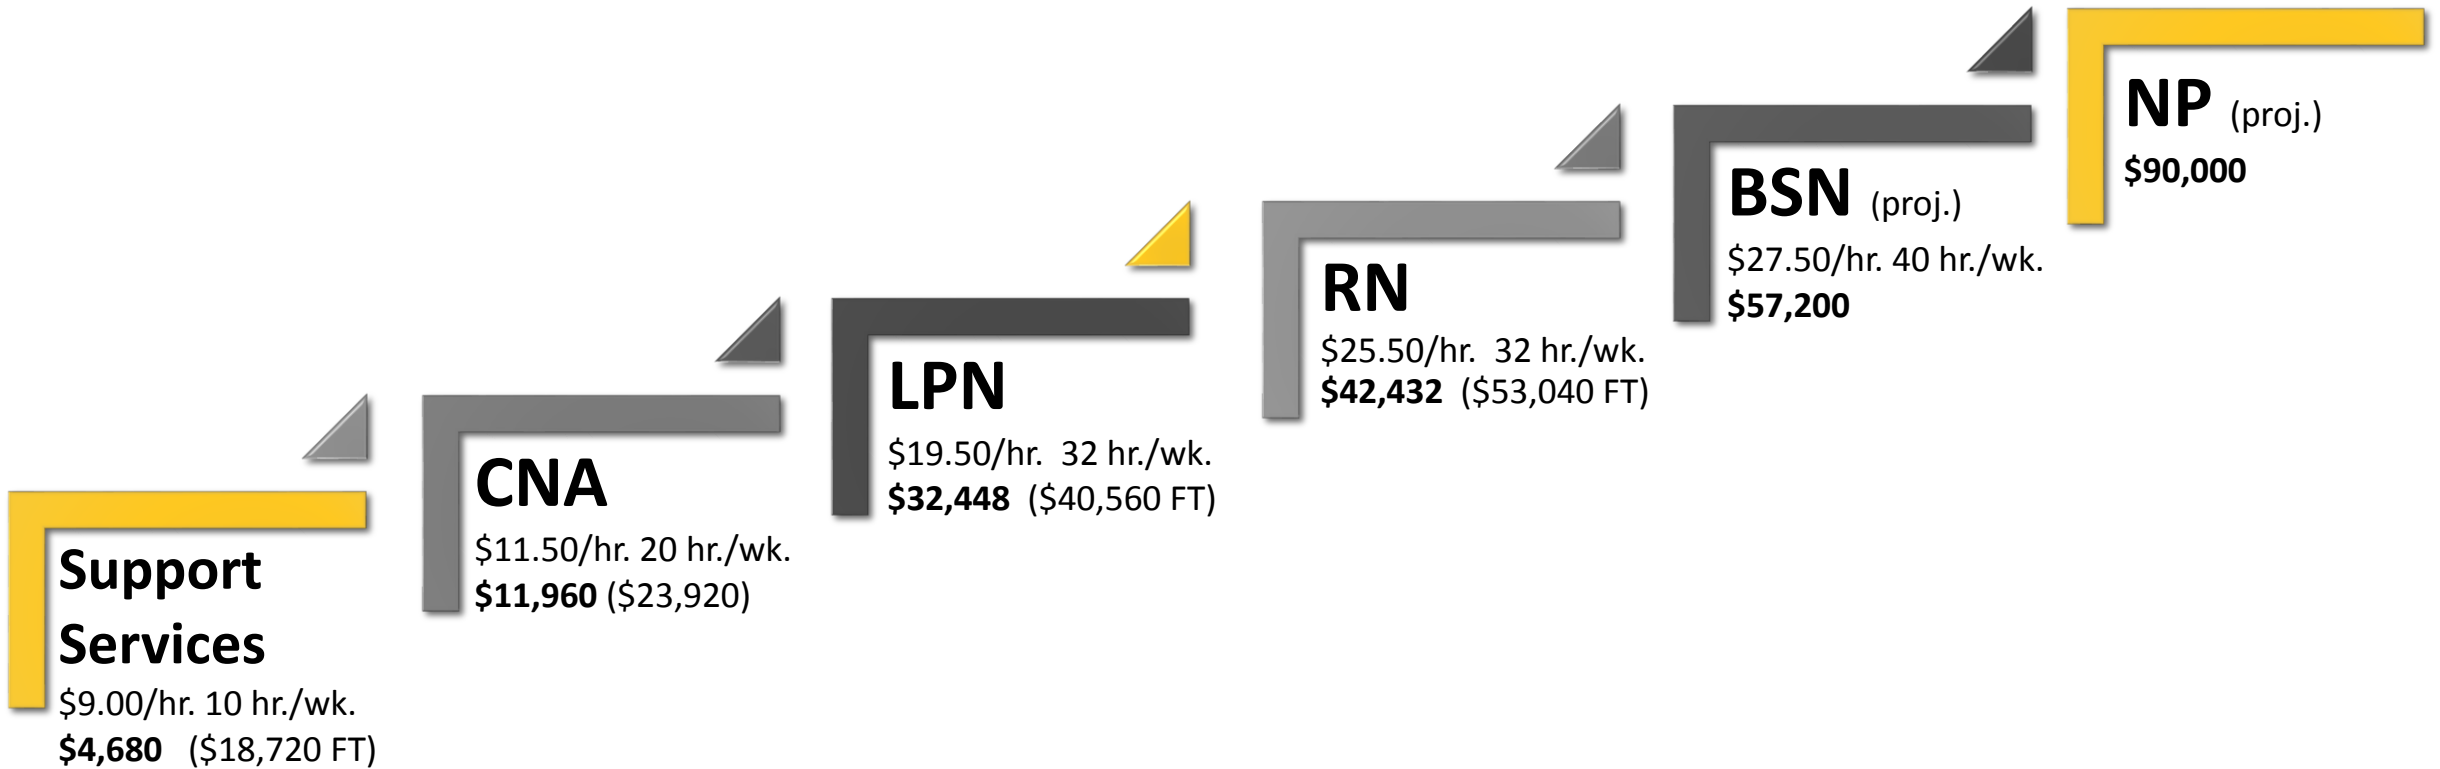 Support
Services
$9.00/hr. 10 hr./wk.
$4,680 ($18,720 FT)
CNA
$11.50/hr. 20 hr./wk.
$11,960 ($23,920)
LPN
$19.50/hr. 32 hr./wk.
$32,448 ($40,560 FT)
RN
$25.50/hr. 32 hr./wk.
$42,432 ($53,040 FT)
BSN (proj.)
$27.50/hr. 40 hr./wk.
$57,200
NP (proj.)
$90,000